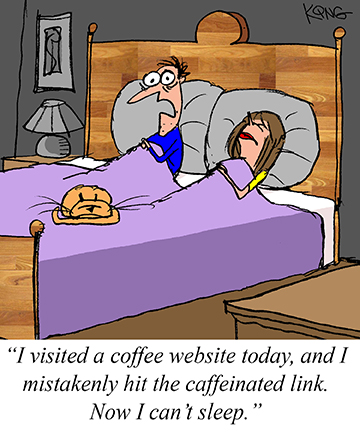 KONG
“I visited a coffee website today, and I
mistakenly hit the caffeinated link.
Now I can’t sleep.”